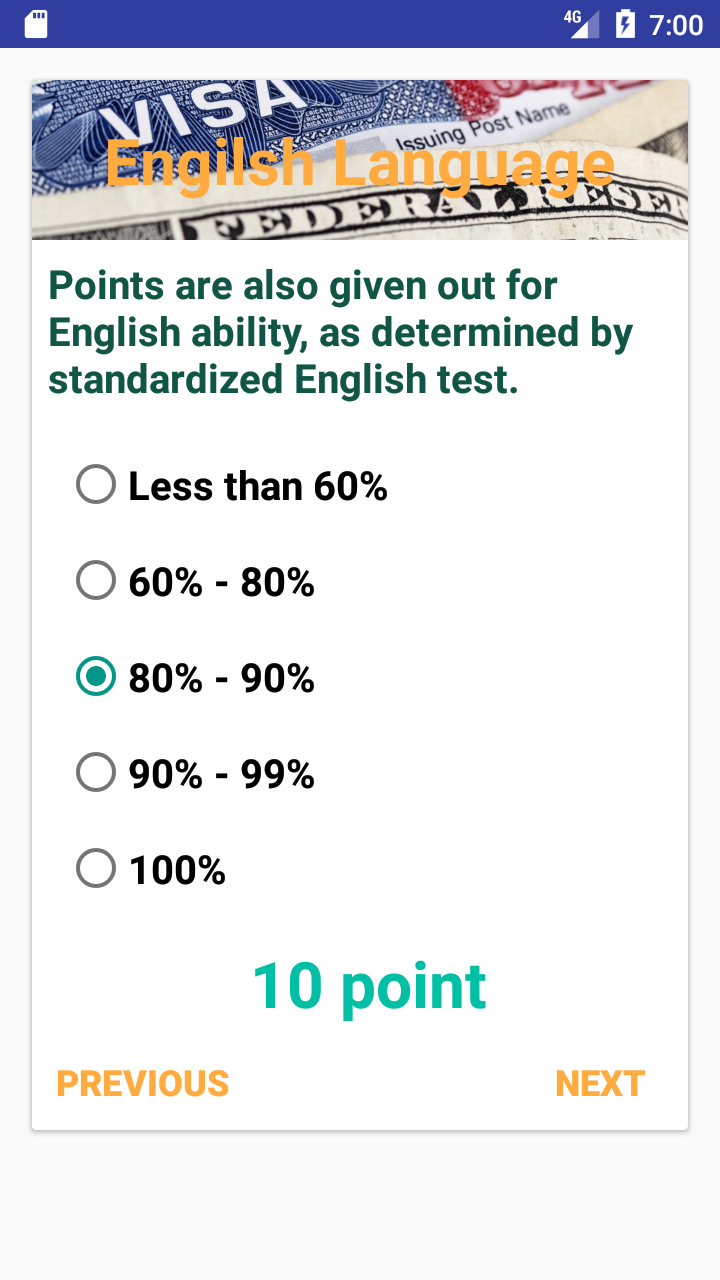 4G 7:00
VISA
Issuing Post Name
Engilsh Language
FEDERAL RESER
Points are also given out for
English ability, as determined by
standardized English test.
Less than 60%
60% - 80%
80% - 90%
90% - 99%
100%
10 point
PREVIOUS NEXT